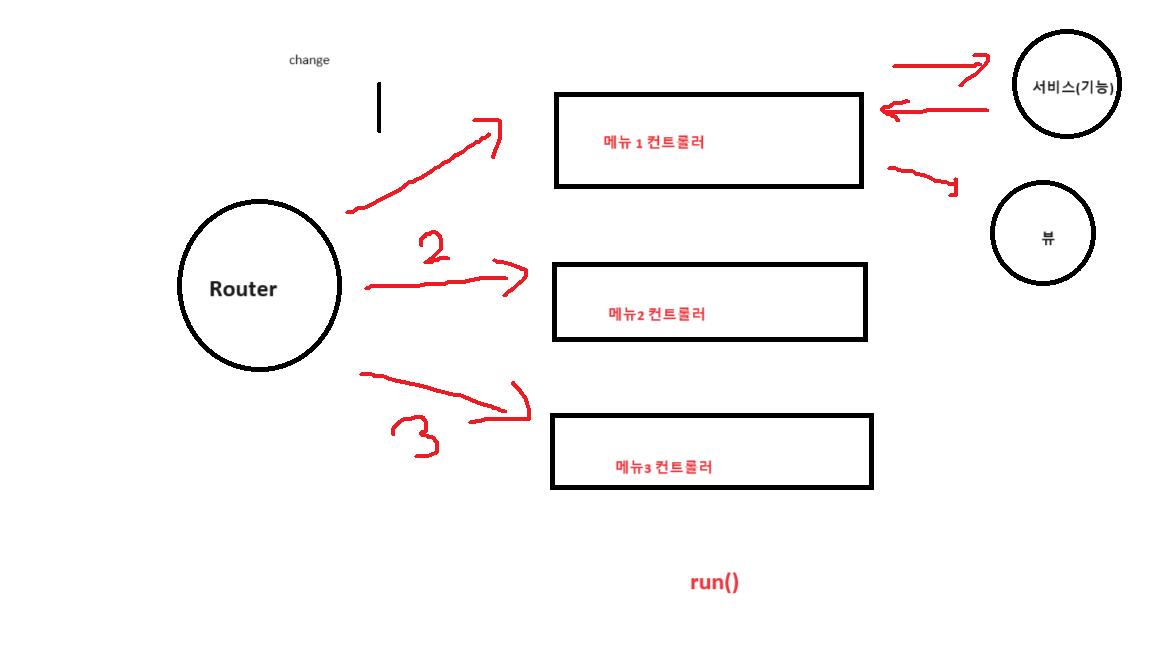 change
|
서비스(기능)
메뉴 1 컨트롤러
뷰
2
Router
메뉴2 컨트롤러
3
메뉴3 컨트롤러
run()